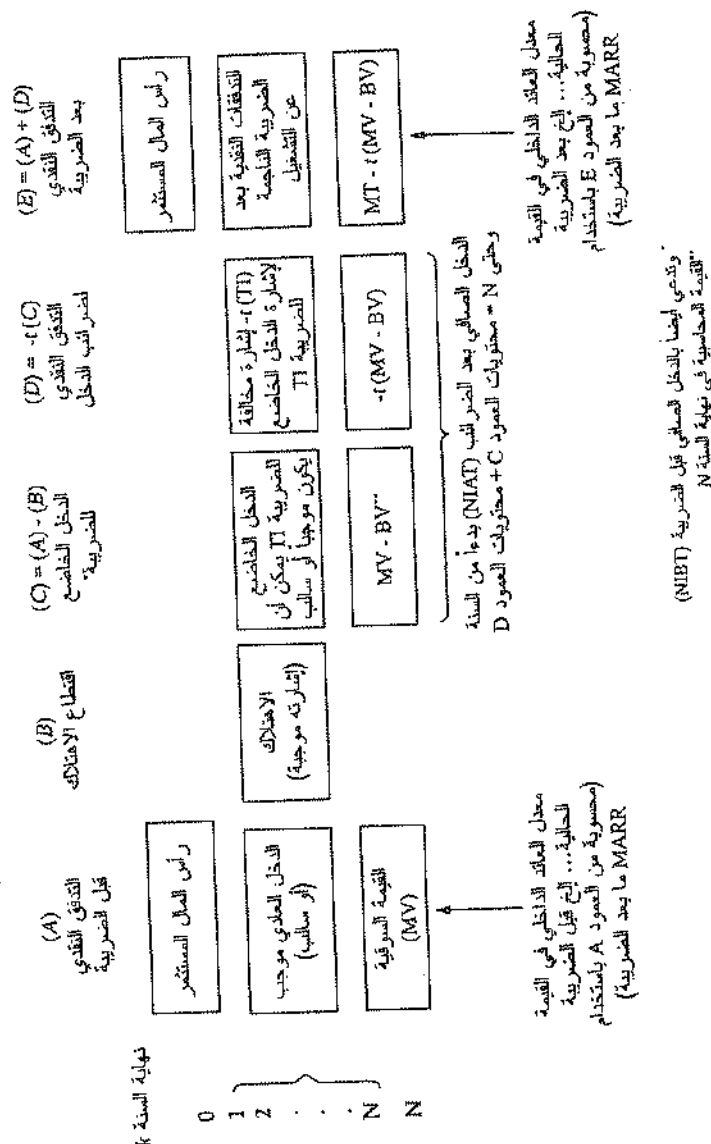 نهاية السنة k
(A)
التدفق النقدي
قبل الضريبة
(B)
اقتطاع الاهتلاك
(C) = (A) - (B)
الدخل الخاضع
للضريبة*
(D) = -t (C)
التدفق النقدي
لضرائب الدخل
(E) = (A) + (D)
التدفق النقدي
بعد الضريبة
0
1
2
.
.
.
N
N
رأس المال المستثمر
رأس المال المستثمر
الدخل العادي موجب
(أو سالب)
الاهتلاك
(إشارته موجبة)
الدخل الخاضع
للضريبة TI يمكن أن
يكون موجباً أو سالب
-t (TI) إشارة مخالفة
لإشارة الدخل الخاضع
للضريبة TI
التدفقات النقدية بعد
الضريبة الناجمة
عن التشغيل
القيمة السوقية
(MV)
MV - BV**
-t (MV - BV)
MT - t (MV - BV)
الدخل الصافي بعد الضرائب (NIAT) بدءاً من السنة
وحتى N = محتويات العمود C + محتويات العمود D
معدل العائد الداخلي في القيمة
الحالية... إلخ قبل الضريبة
(محسوبة من العمود A باستخدام
MARR ما بعد الضريبة)
معدل العائد الداخلي في القيمة
الحالية... إلخ بعد الضريبة
(محسوبة من العمود E باستخدام
MARR ما بعد الضريبة)
* وتدعى أيضاً بالدخل الصافي قبل الضريبة (NIBT)
** القيمة المحاسبية في نهاية السنة N